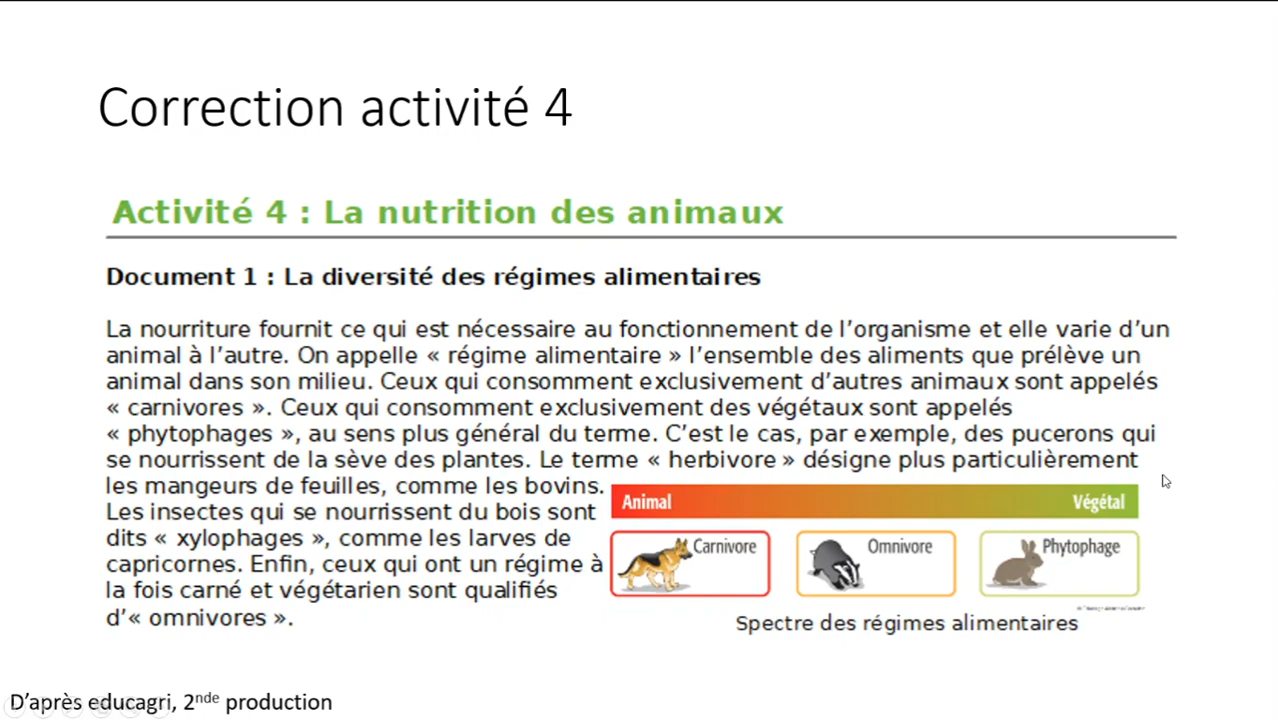 Correction activité 4
Activité 4 : La nutrition des animaux
Document 1 : La diversité des régimes alimentaires
La nourriture fournit ce qui est nécessaire au fonctionnement de l’organisme et elle varie d’un
animal à l’autre. On appelle « régime alimentaire » l’ensemble des aliments que prélève un
animal dans son milieu. Ceux qui consomment exclusivement d’autres animaux sont appelés
« carnivores ». Ceux qui consomment exclusivement des végétaux sont appelés
« phytophages », au sens plus général du terme. C’est le cas, par exemple, des pucerons qui
se nourrissent de la sève des plantes. Le terme « herbivore » désigne plus particulièrement
les mangeurs de feuilles, comme les bovins.
Les insectes qui se nourrissent du bois sont
dits « xylophages », comme les larves de
capricornes. Enfin, ceux qui ont un régime à
la fois carné et végétarien sont qualifiés
d’« omnivores ».
Animal Végétal
Carnivore Omnivore Phytophage
Spectre des régimes alimentaires
D’après educagri, 2nde production